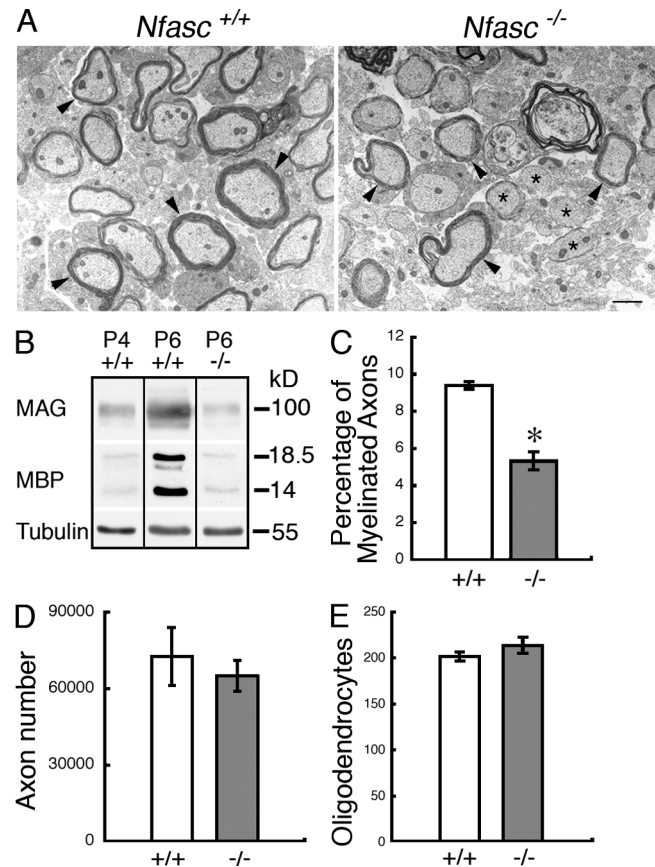 A
Nfasc +/+
Nfasc -/-
* * * *
B
P4 P6 P6
+/+ +/+ -/-
kD
MAG
100
MBP
18.5
14
Tubulin
55
C
Percentage of
Myelinated Axons
12
10
8
6
4
2
0
*
+/+ -/-
D
Axon number
90000
60000
30000
0
+/+ -/-
E
Oligodendrocytes
250
200
150
100
50
0
+/+ -/-